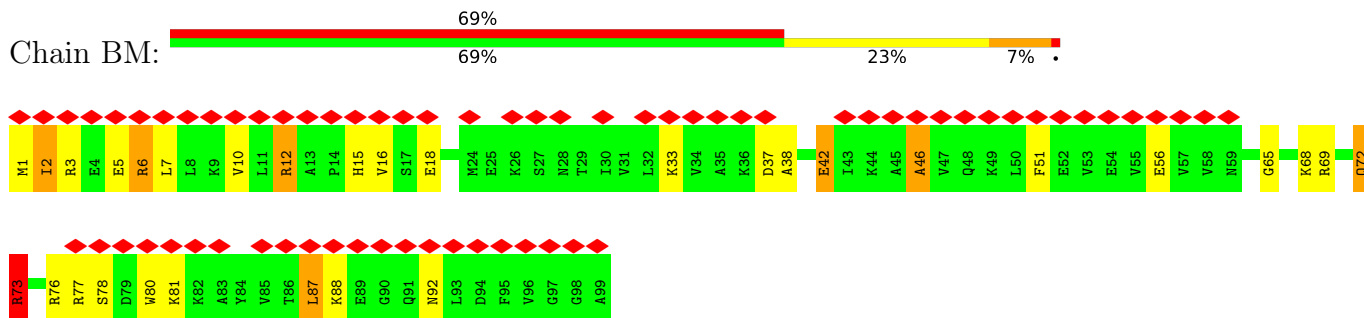 69%
Chain BM:
69% 23% 7% •
M1 I2 R3 E4 E5 R6 L7 L8 K9 V10 L11 R12 A13 P14 H15 V16 S17 E18 M24 E25 K26 S27 N28 T29 I30 V31 L32 K33 V34 A35 K36 D37 A38 E42 I43 K44 A45 A46 V47 Q48 K49 L50 F51 E52 V53 E54 V55 E56 V57 V58 N59 G65 K68 R69 Q72
R73 R76 R77 S78 D79 W80 K81 K82 A83 Y84 V85 T86 L87 K88 E89 G90 Q91 N92 L93 D94 F95 V96 G97 G98 A99